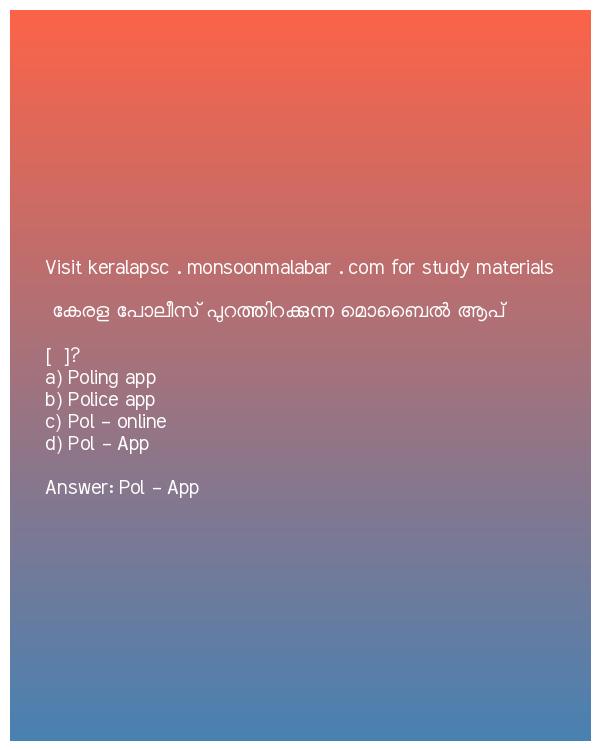 Visit keralapsc . monsoonmalabar . com for study materials
കേരള പോലീസ് പുറത്തിറക്കുന്ന മൊബൈൽ ആപ്
[ ]?
a) Poling app
b) Police app
c) Pol - online
d) Pol - App
Answer: Pol - App